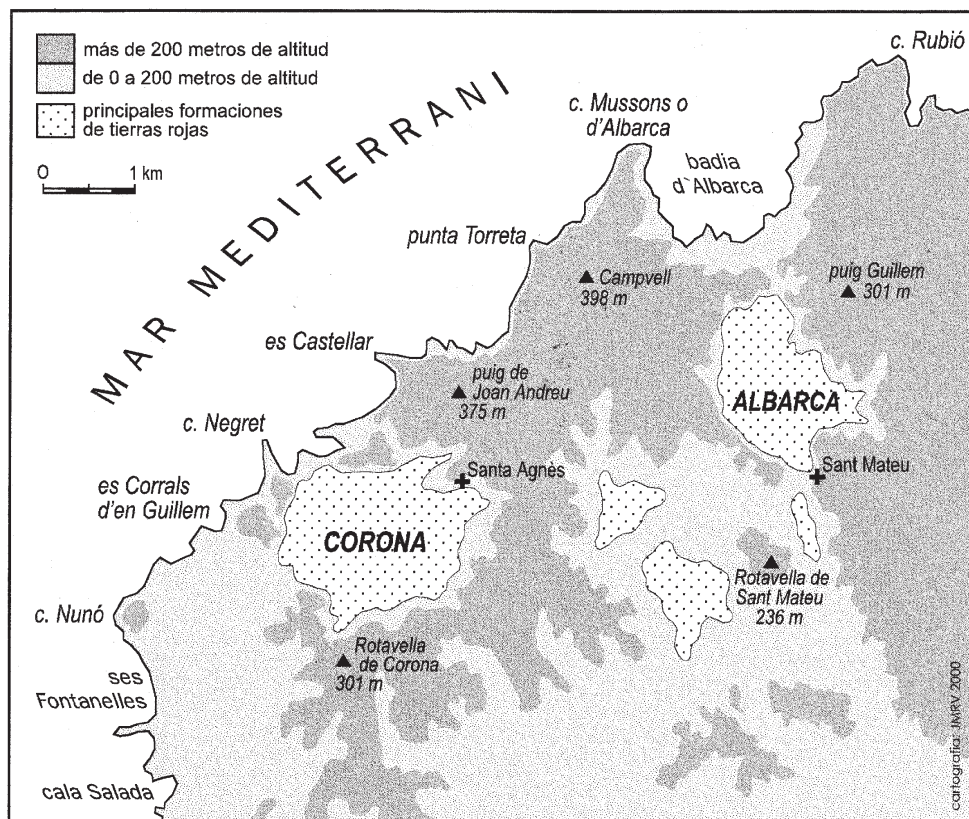 más de 200 metros de altitud
de 0 a 200 metros de altitud
principales formaciones
de tierras rojas
0 1 km
MAR MEDITERRANI
c. Rubió
c. Mussons o
d'Albarca
badia
d`Albarca
punta Torreta
Campvell
398 m
puig Guillem
301 m
es Castellar
puig de
Joan Andreu
375 m
ALBARCA
c. Negret
Santa Agnès
Sant Mateu
es Corrals
d'en Guillem
CORONA
Rotavella de
Sant Mateu
236 m
c. Nunó
Rotavella
de Corona
301 m
ses
Fontanelles
cala Salada
cartografia: JMRV 2000